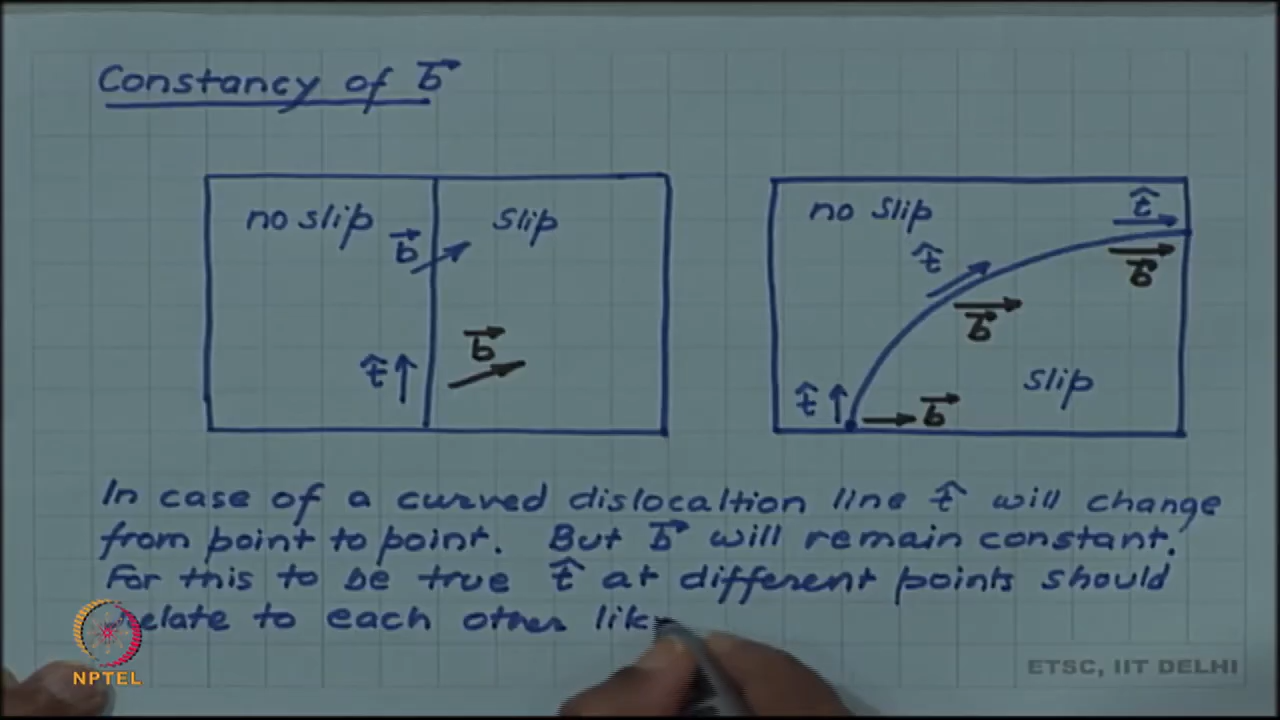 Constancy of b⃗
no slip
slip
b⃗
b⃗
t̂
no slip
t̂
t̂
b⃗
b⃗
slip
t̂
b⃗
In case of a curved dislocaltion line t̂ will change
from point to point. But b⃗ will remain constant.
For this to be true t̂ at different points should
relate to each other lik
NPTEL
ETSC, IIT DELHI